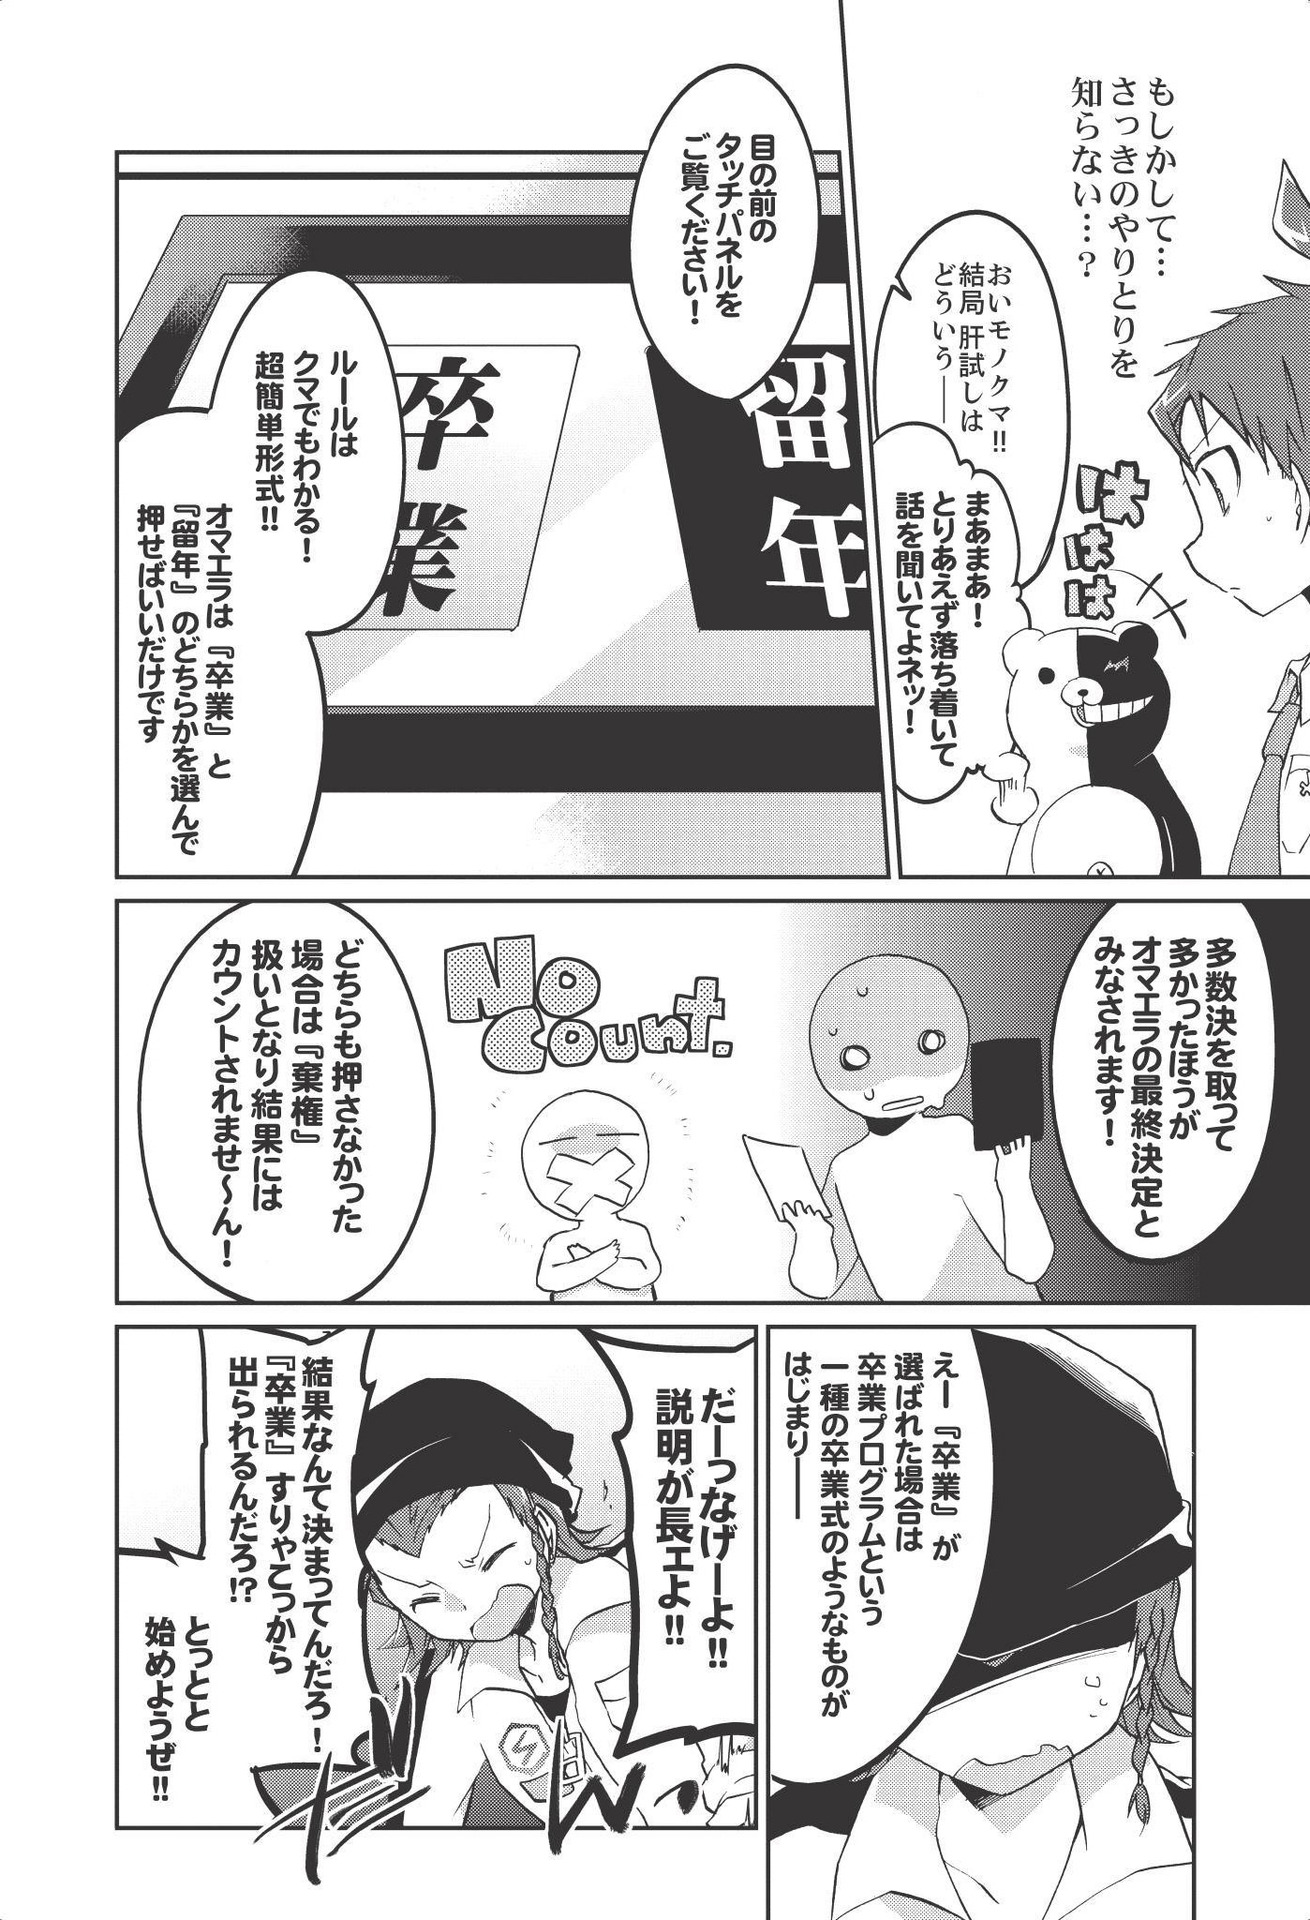 もしかして…
さっきのやりとりを
知らない…?
おいモノクマ!!
結局肝試しは
どういう――
ははは
まあまあ!
とりあえず落ち着いて
話を聞いてよネッ!
目の前の
タッチパネルを
ご覧ください!
留年
卒業
ルールは
クマでもわかる!
超簡単形式!!
オマエラは『卒業』と
『留年』のどちらかを選んで
押せばいいだけです
多数決を取って
多かったほうが
オマエラの最終決定と
みなされます!
No
Count.
どちらも押さなかった
場合は『棄権』
扱いとなり結果には
カウントされませ〜ん!
えー『卒業』が
選ばれた場合は
卒業プログラムという
一種の卒業式のようなものが
はじまり――
だーっなげーよ!!
説明が長ェよ!!
結果なんて決まってんだろ!
『卒業』すりゃこっから
出られるんだろ!?
とっとと
始めようぜ!!